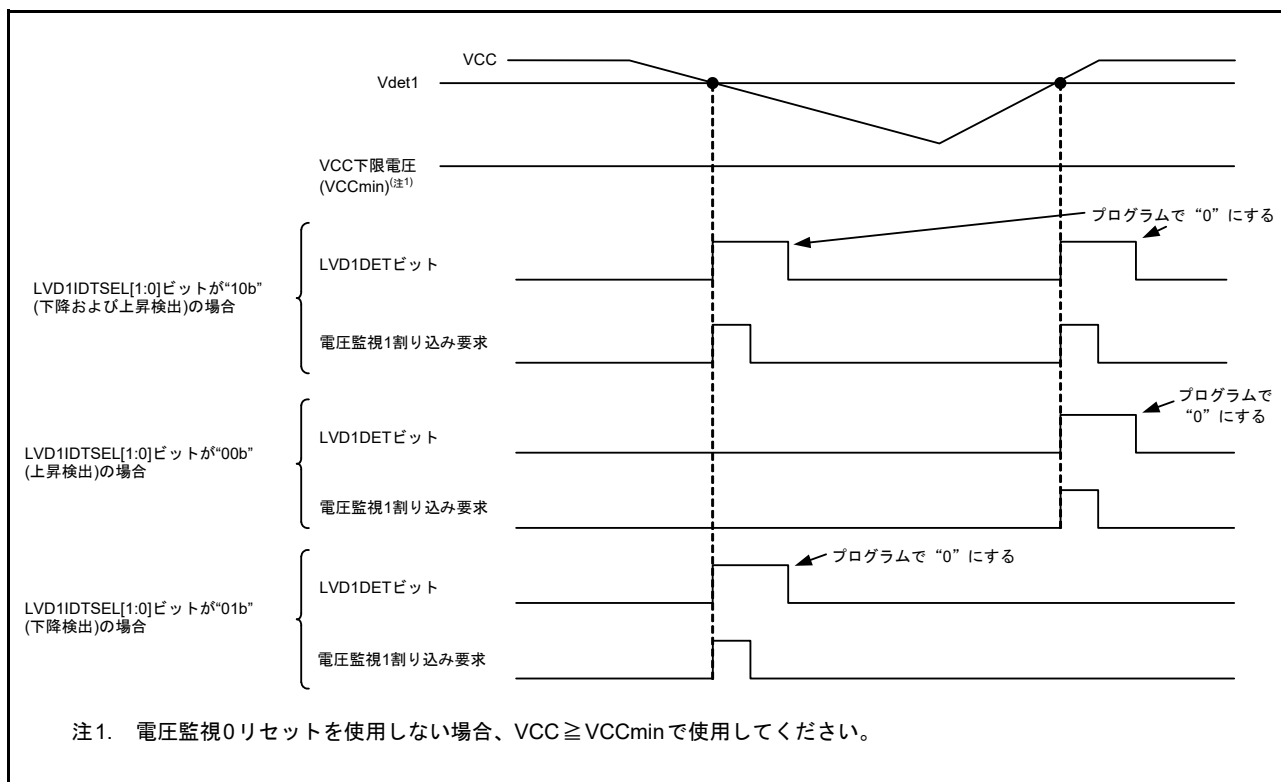 VCC
Vdet1
VCC下限電圧
(VCCmin)(注1)
プログラムで“0”にする
LVD1DETビット
LVD1IDTSEL[1:0]ビットが“10b”
(下降および上昇検出)の場合
電圧監視1割り込み要求
プログラムで
“0”にする
LVD1DETビット
LVD1IDTSEL[1:0]ビットが“00b”
(上昇検出)の場合
電圧監視1割り込み要求
プログラムで“0”にする
LVD1DETビット
LVD1IDTSEL[1:0]ビットが“01b”
(下降検出)の場合
電圧監視1割り込み要求
注1. 電圧監視0リセットを使用しない場合、VCC≧VCCminで使用してください。